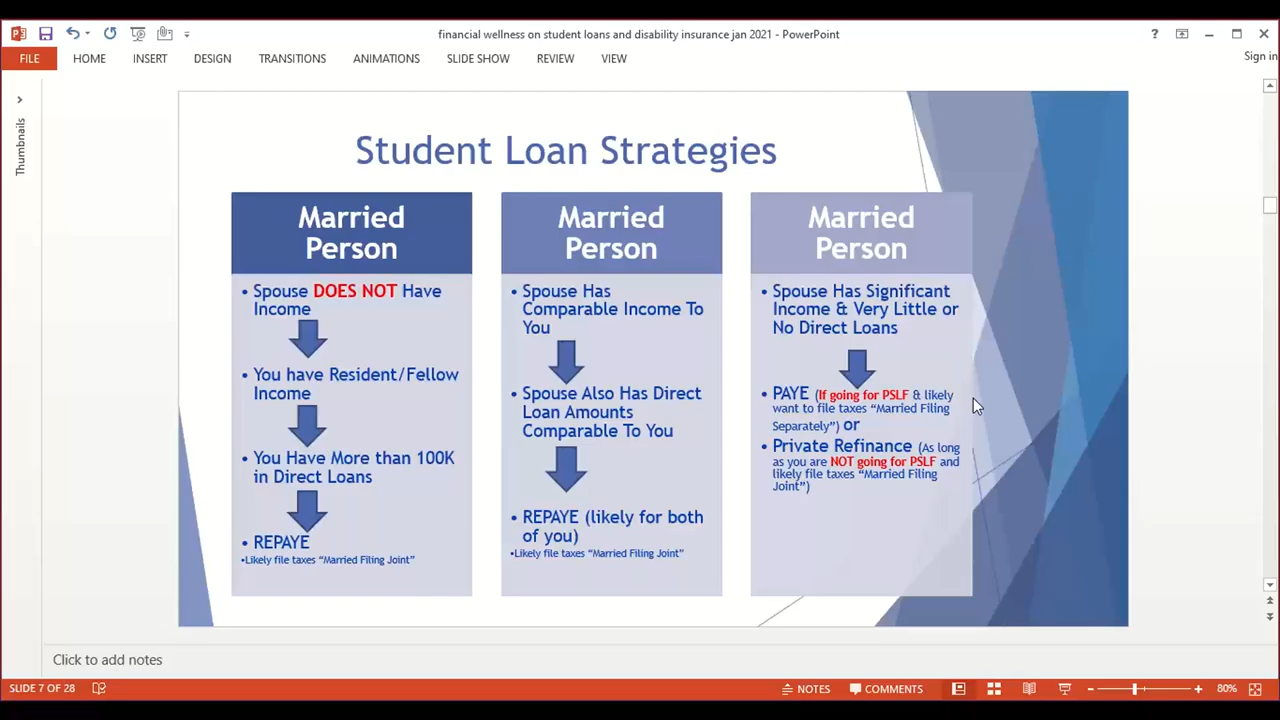 financial wellness on student loans and disability insurance jan 2021 - PowerPoint
?
Sign in
FILE
HOME
INSERT
DESIGN
TRANSITIONS
ANIMATIONS
SLIDE SHOW
REVIEW
VIEW
Thumbnails
Student Loan Strategies
Married
Person
• Spouse DOES NOT Have
Income
• You have Resident/Fellow
Income
• You Have More than 100K
in Direct Loans
• REPAYE
•Likely file taxes “Married Filing Joint”
Married
Person
• Spouse Has
Comparable Income To
You
• Spouse Also Has Direct
Loan Amounts
Comparable To You
• REPAYE (likely for both
of you)
•Likely file taxes “Married Filing Joint”
Married
Person
• Spouse Has Significant
Income & Very Little or
No Direct Loans
• PAYE (If going for PSLF & likely
want to file taxes “Married Filing
Separately”) or
• Private Refinance (As long
as you are NOT going for PSLF and
likely file taxes “Married Filing
Joint”)
Click to add notes
SLIDE 7 OF 28
NOTES
COMMENTS
80%